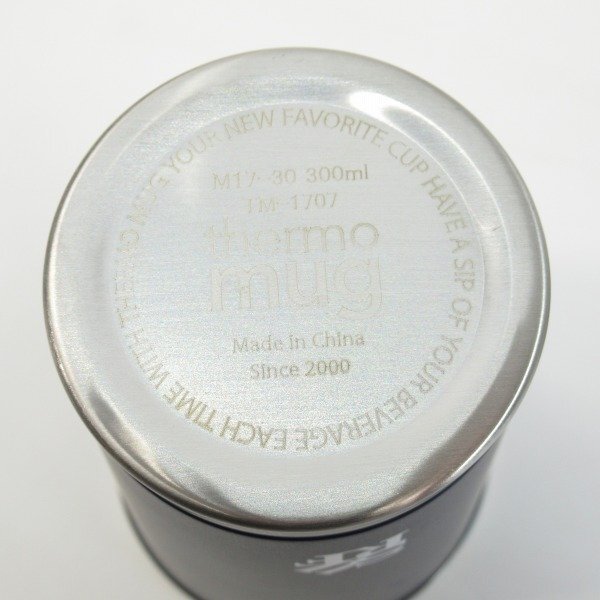 THERMO MUG YOUR NEW FAVORITE CUP HAVE A SIP OF YOUR BEVERAGE EACH TIME WITH
M17- -30 300ml
TM- 1707
thermo
mug
Made in China
Since 2000